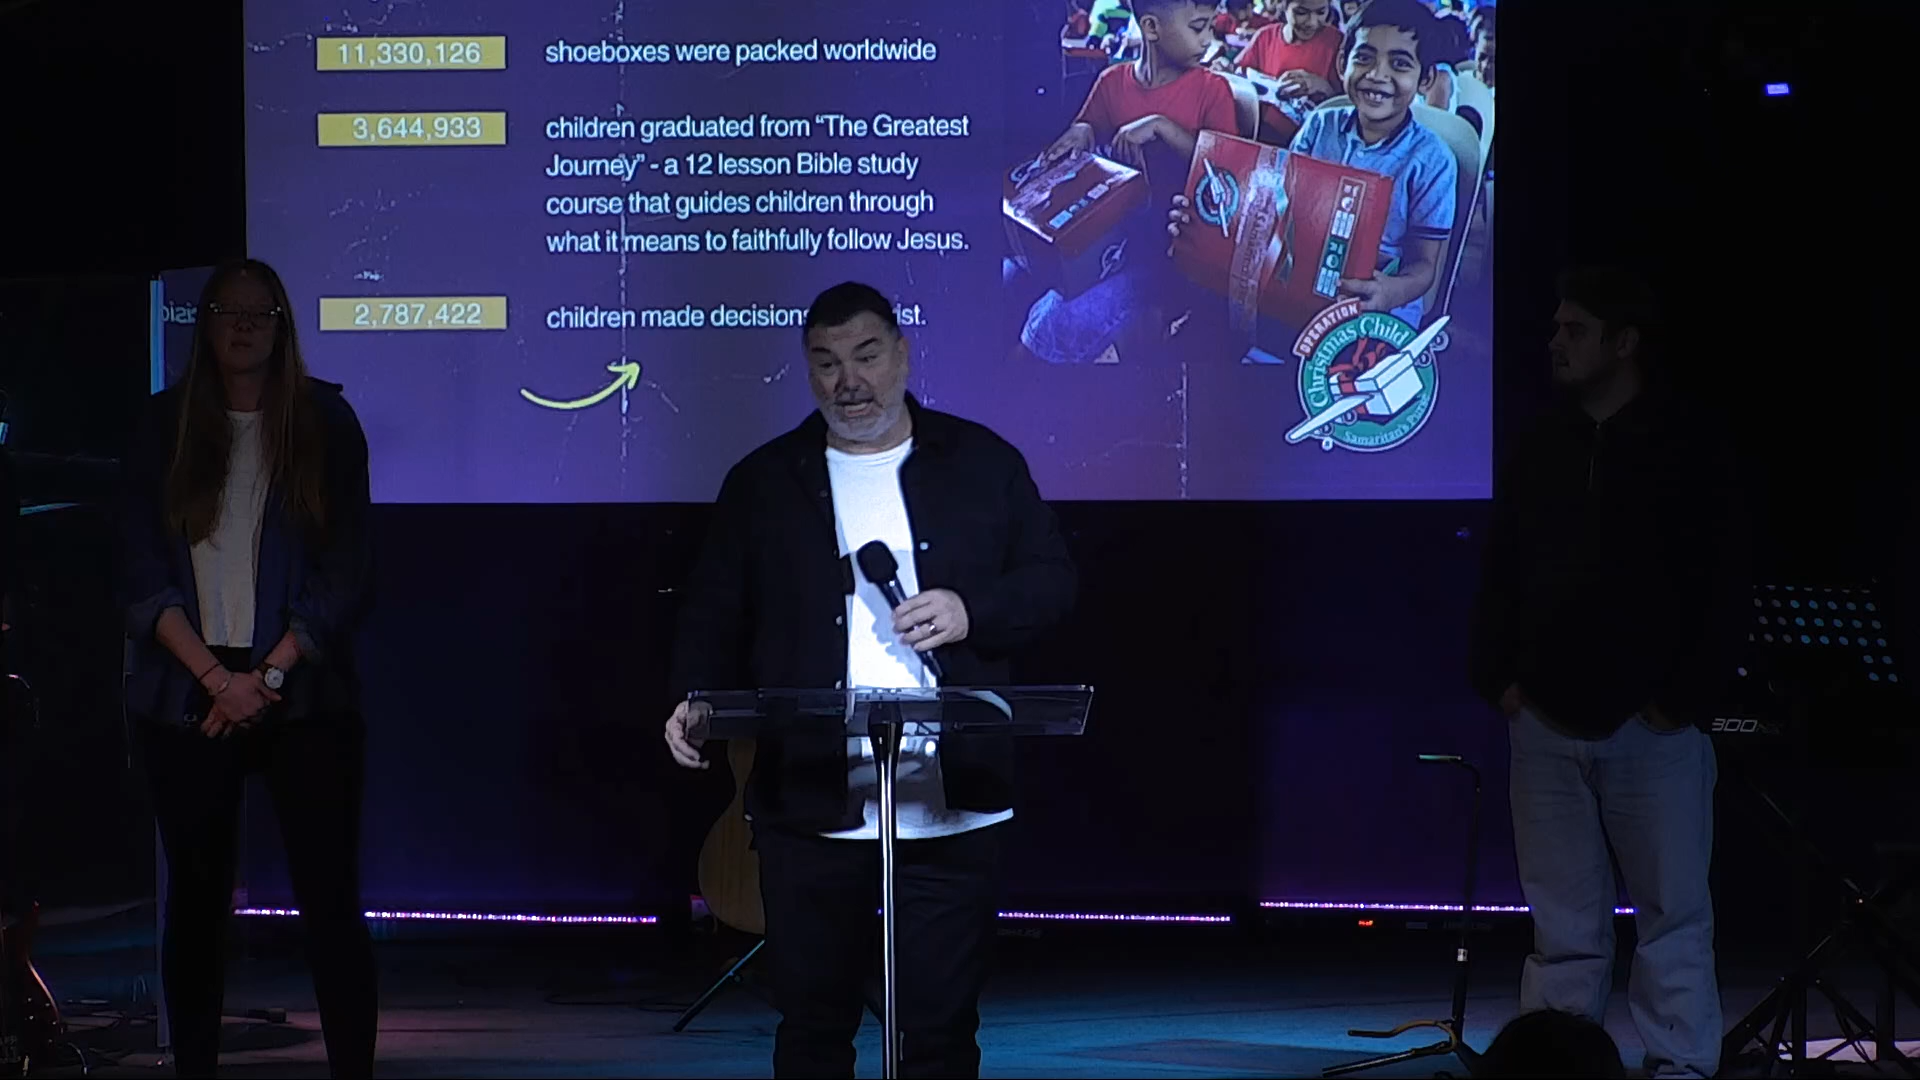 11,330,126 shoeboxes were packed worldwide
3,644,933 children graduated from “The Greatest
Journey” - a 12 lesson Bible study
course that guides children through
what it means to faithfully follow Jesus.
2,787,422 children made decisions
OPERATION
Christmas Child
Samaritan's Purse
300